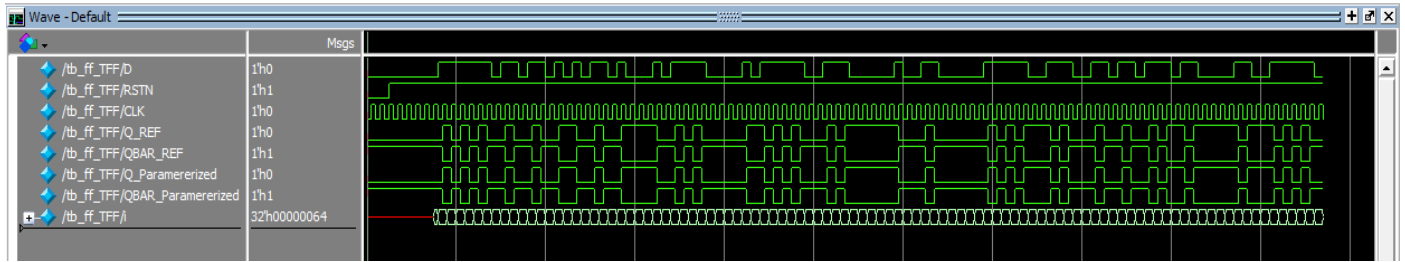 Wave - Default
Msgs
/tb_ff_TFF/D 1'h0
/tb_ff_TFF/RSTN 1'h1
/tb_ff_TFF/CLK 1'h0
/tb_ff_TFF/Q_REF 1'h0
/tb_ff_TFF/QBAR_REF 1'h1
/tb_ff_TFF/Q_Paramererized 1'h0
/tb_ff_TFF/QBAR_Paramererized 1'h1
/tb_ff_TFF/i 32'h00000064